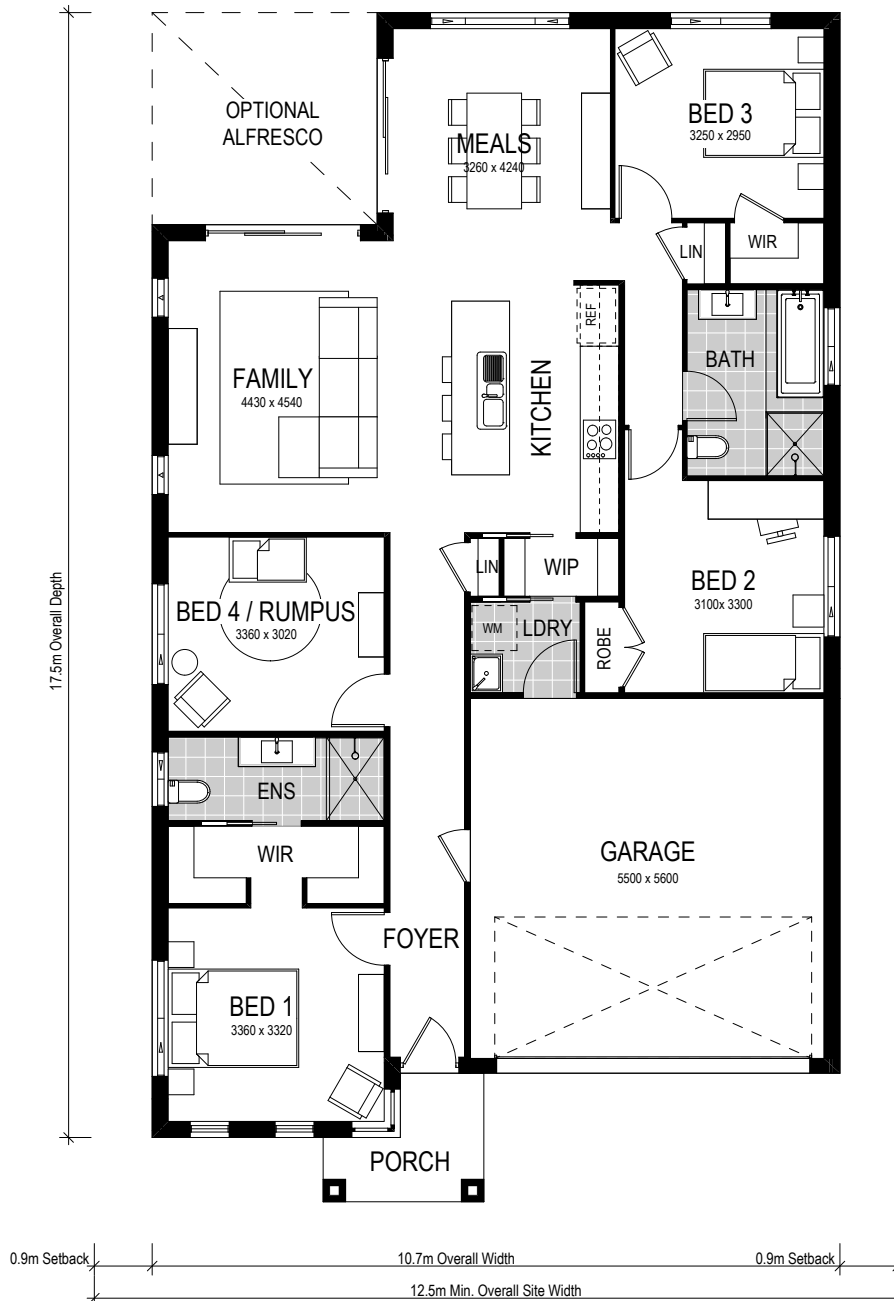 OPTIONAL
ALFRESCO
MEALS
3260 x 4240
BED 3
3250 x 2950
LIN
WIR
REF
BATH
FAMILY
4430 x 4540
KITCHEN
LIN
WIP
BED 2
3100x 3300
BED 4 / RUMPUS
3360 x 3020
WM
LDRY
ROBE
17.5m Overall Depth
ENS
WIR
GARAGE
5500 x 5600
FOYER
BED 1
3360 x 3320
PORCH
0.9m Setback
10.7m Overall Width
0.9m Setback
12.5m Min. Overall Site Width